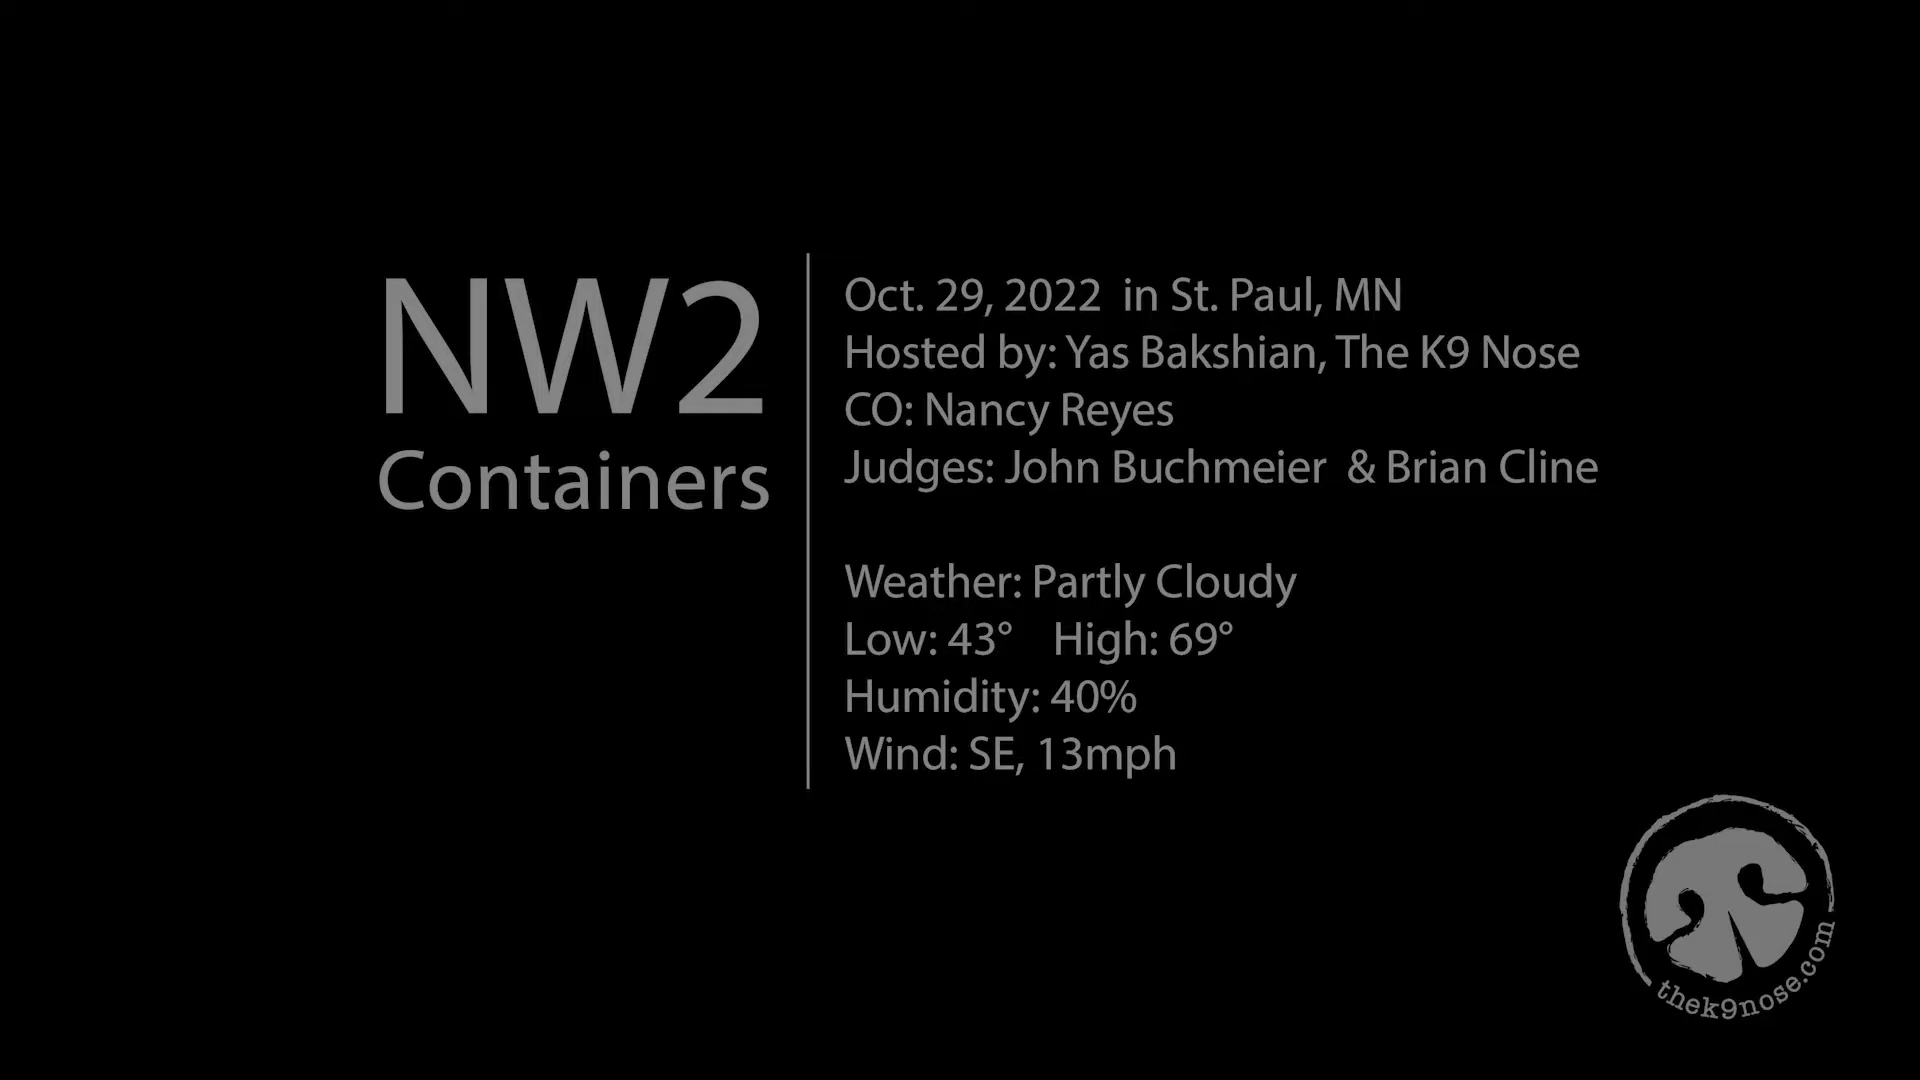 NW2
Containers
Oct. 29, 2022  in St. Paul, MN
Hosted by: Yas Bakshian, The K9 Nose
CO: Nancy Reyes
Judges: John Buchmeier  & Brian Cline
Weather: Partly Cloudy
Low: 43°    High: 69°
Humidity: 40%
Wind: SE, 13mph
thek9nose.com